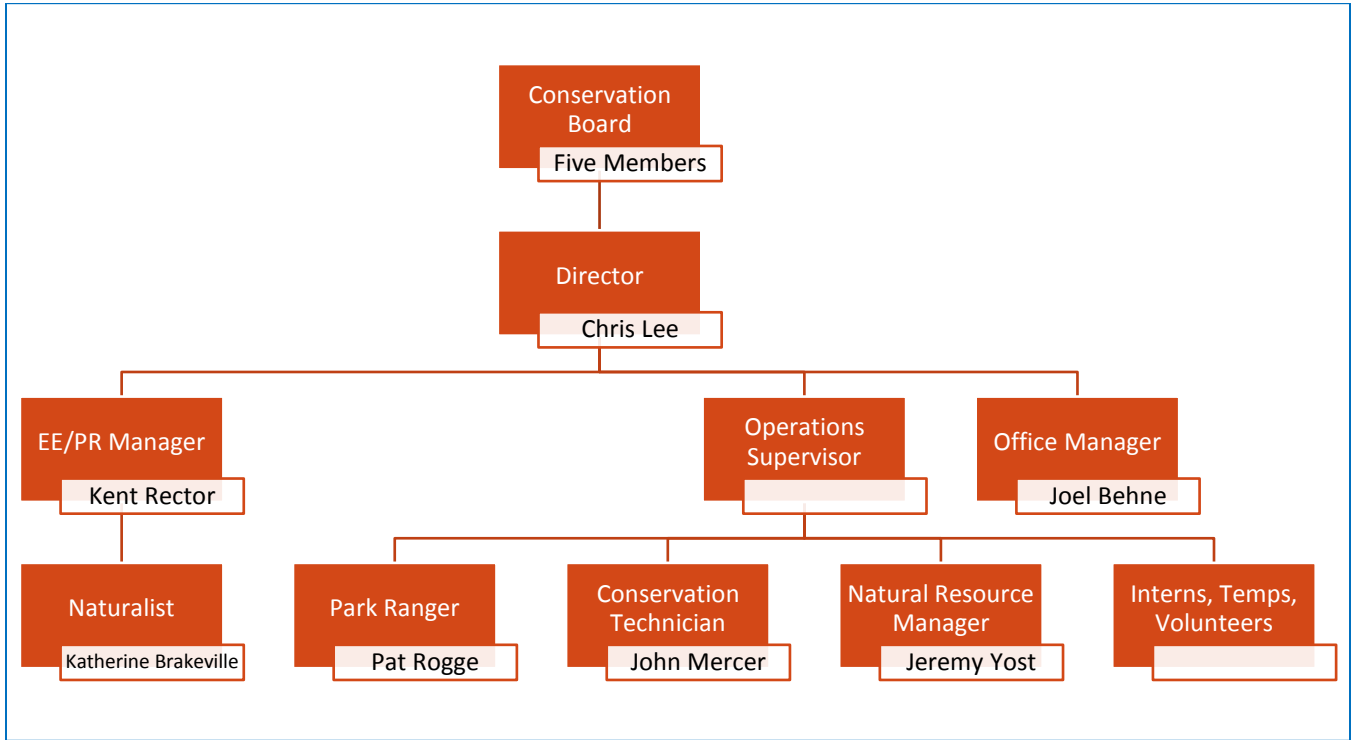 Conservation
Board
Five Members
Director
Chris Lee
EE/PR Manager
Kent Rector
Operations
Supervisor
Office Manager
Joel Behne
Naturalist
Katherine Brakeville
Park Ranger
Pat Rogge
Conservation
Technician
John Mercer
Natural Resource
Manager
Jeremy Yost
Interns, Temps,
Volunteers